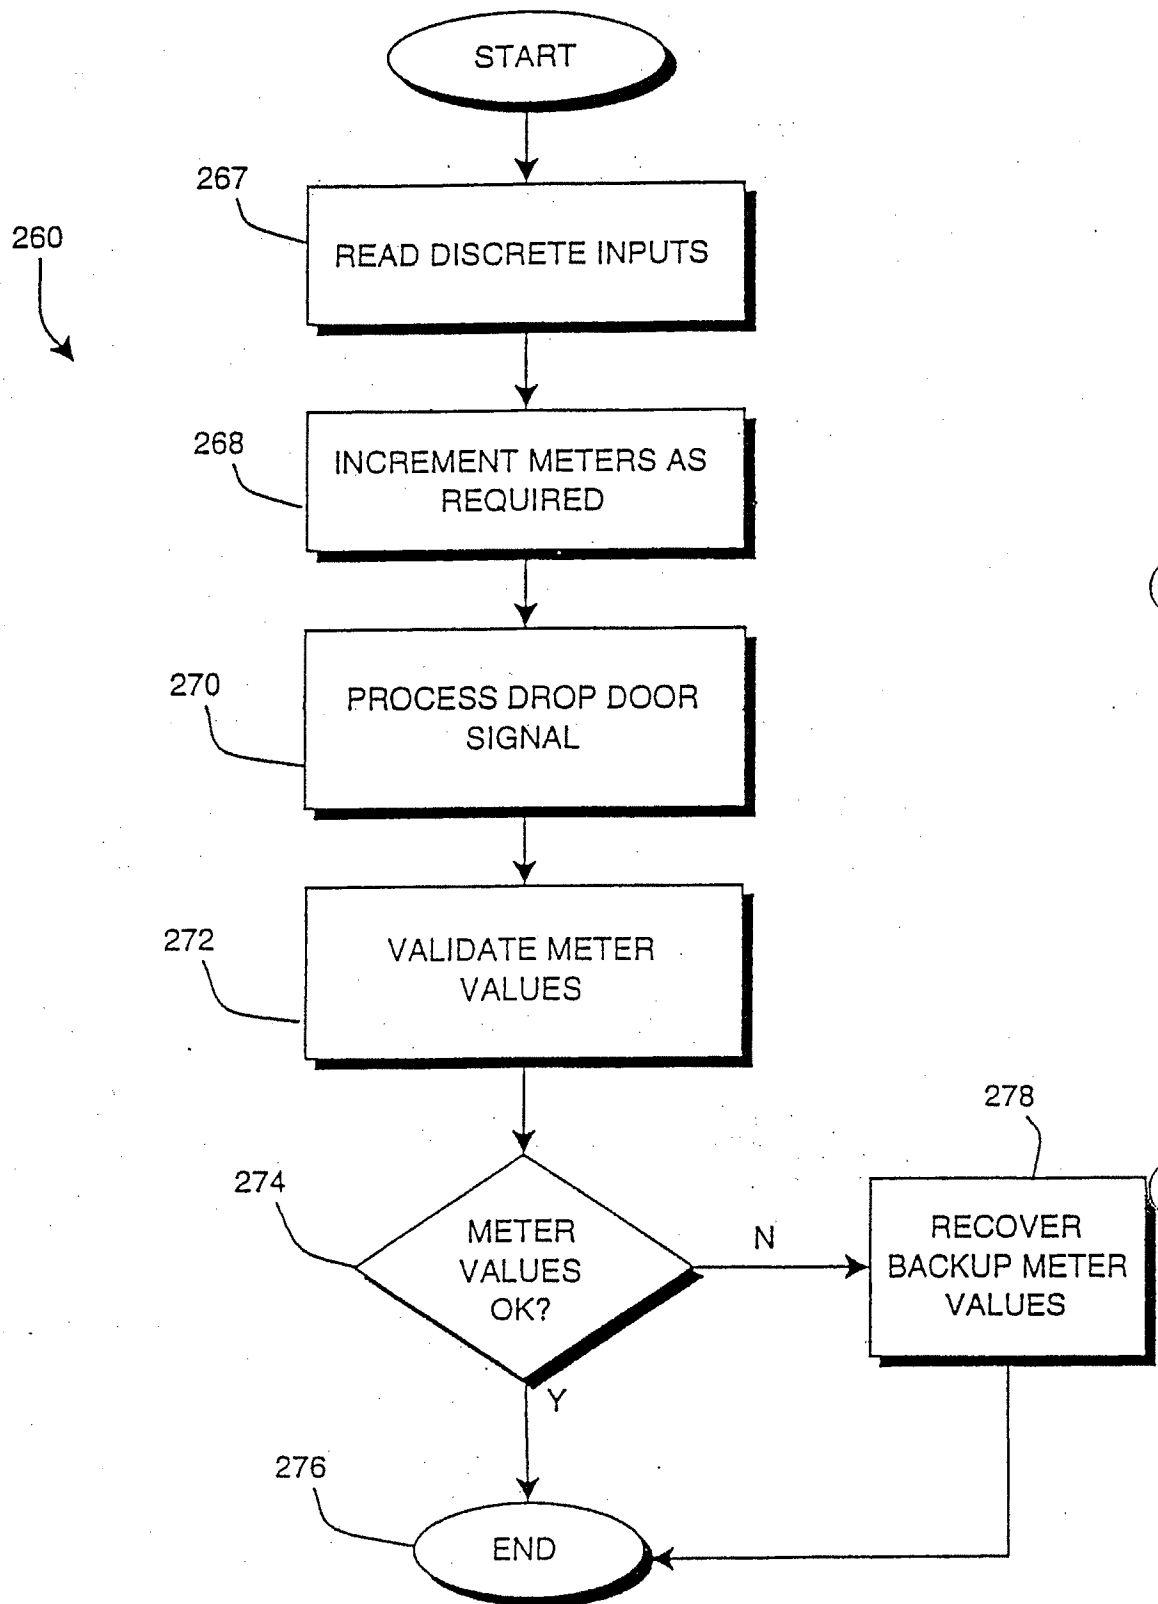 START
267
260
READ DISCRETE INPUTS
268
INCREMENT METERS AS
REQUIRED
270
PROCESS DROP DOOR
SIGNAL
272
VALIDATE METER
VALUES
278
274
METER
VALUES
OK?
N
RECOVER
BACKUP METER
VALUES
Y
276
END